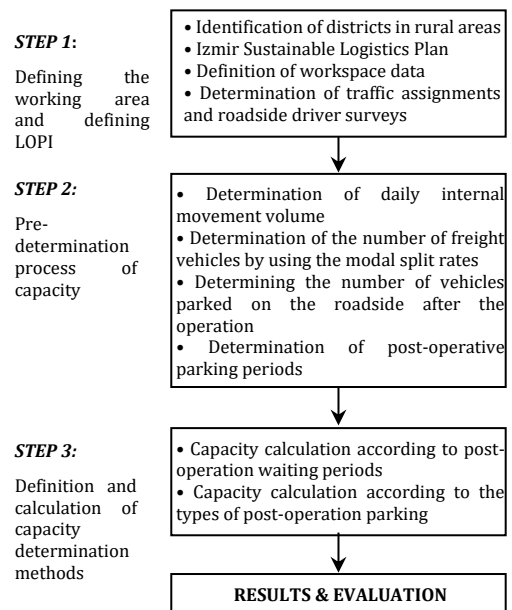 STEP 1:
Defining the
working area
and defining
LOPI
• Identification of districts in rural areas
• Izmir Sustainable Logistics Plan
• Definition of workspace data
• Determination of traffic assignments
and roadside driver surveys
STEP 2:
Pre-
determination
process of
capacity
• Determination of daily internal
movement volume
• Determination of the number of freight
vehicles by using the modal split rates
• Determining the number of vehicles
parked on the roadside after the
operation
• Determination of post-operative
parking periods
STEP 3:
Definition and
calculation of
capacity
determination
methods
• Capacity calculation according to post-
operation waiting periods
• Capacity calculation according to the
types of post-operation parking
RESULTS & EVALUATION